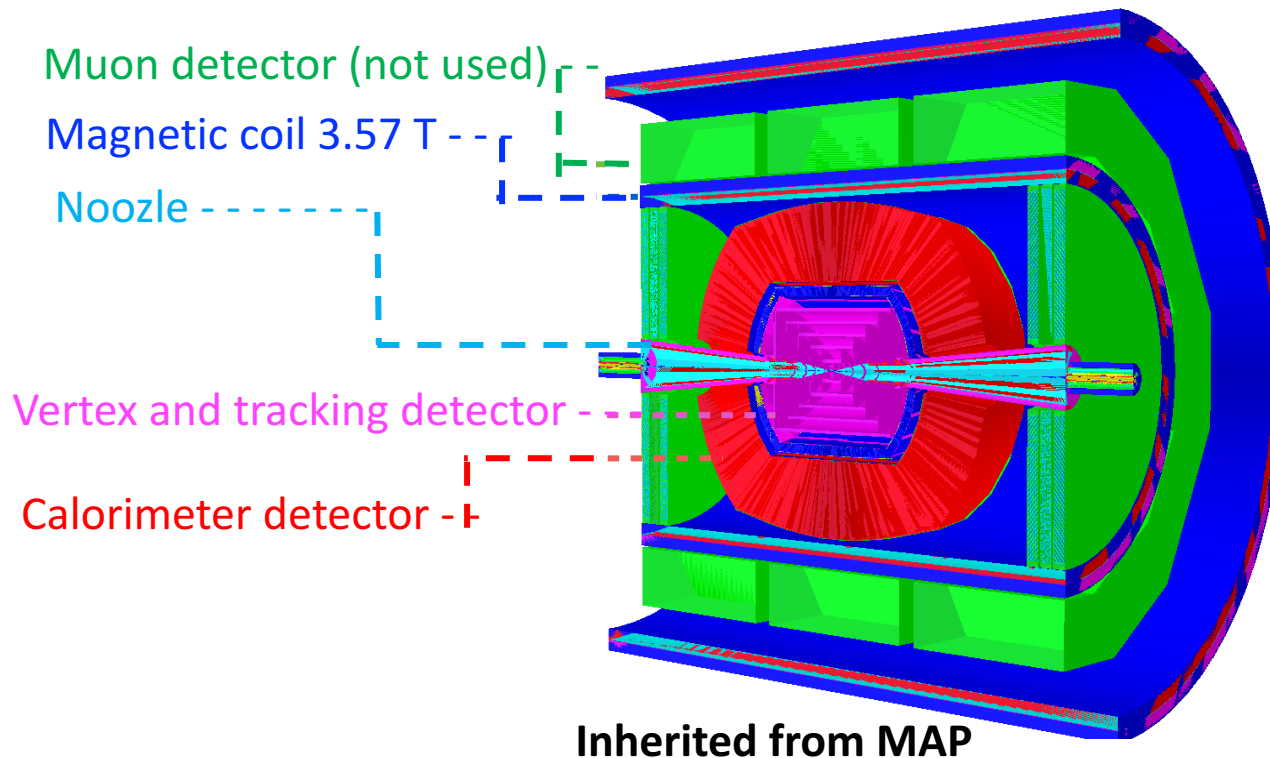 Muon detector (not used)
Magnetic coil 3.57 T
Noozle
Vertex and tracking detector
Calorimeter detector
Inherited from MAP